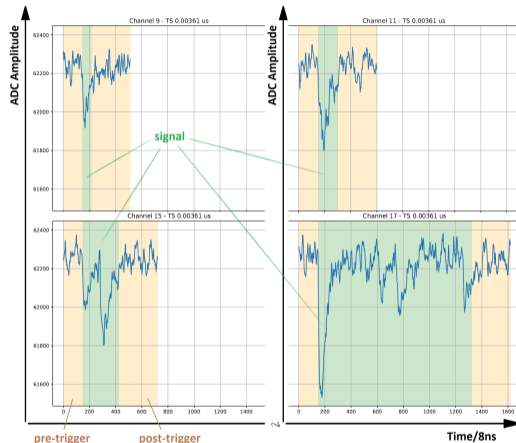 ADC Amplitude
Channel 9 - TS 0.00361 us
62400
62200
62000
61800
61600
ADC Amplitude
Channel 11 - TS 0.00361 us
signal
Channel 15 - TS 0.00361 us
62400
62200
62000
61800
61600
0 200 400 600 800 1000 1200 1400
Channel 17 - TS 0.00361 us
0 200 400 600 800 1000 1200 1400 1600
pre-trigger
post-trigger
Time/8ns